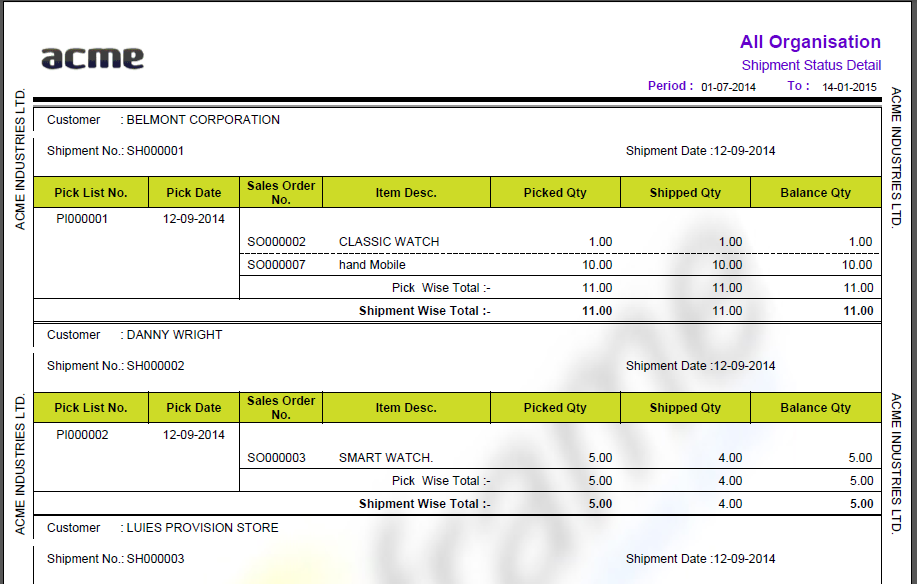 acme
All Organisation
Shipment Status Detail
Period : 01-07-2014 To : 14-01-2015
ACME INDUSTRIES LTD.
ACME INDUSTRIES LTD.
Customer : BELMONT CORPORATION
Shipment No.: SH000001 Shipment Date :12-09-2014
Pick List No. Pick Date Sales Order No. Item Desc. Picked Qty Shipped Qty Balance Qty
PI000001 12-09-2014
SO000002 CLASSIC WATCH 1.00 1.00 1.00
SO000007 hand Mobile 10.00 10.00 10.00
Pick Wise Total :- 11.00 11.00 11.00
Shipment Wise Total :- 11.00 11.00 11.00
Customer : DANNY WRIGHT
Shipment No.: SH000002 Shipment Date :12-09-2014
ACME INDUSTRIES LTD.
ACME INDUSTRIES LTD.
Pick List No. Pick Date Sales Order No. Item Desc. Picked Qty Shipped Qty Balance Qty
PI000002 12-09-2014
SO000003 SMART WATCH. 5.00 4.00 5.00
Pick Wise Total :- 5.00 4.00 5.00
Shipment Wise Total :- 5.00 4.00 5.00
Customer : LUIES PROVISION STORE
Shipment No.: SH000003 Shipment Date :12-09-2014
acme